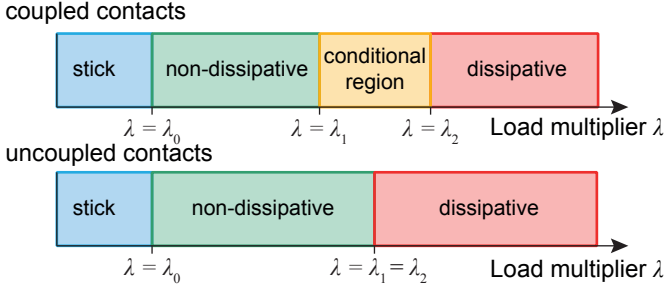 coupled contacts
stick non-dissipative conditional region dissipative
λ = λ₀ λ = λ₁ λ = λ₂ Load multiplier λ
uncoupled contacts
stick non-dissipative dissipative
λ = λ₀ λ = λ₁ = λ₂ Load multiplier λ